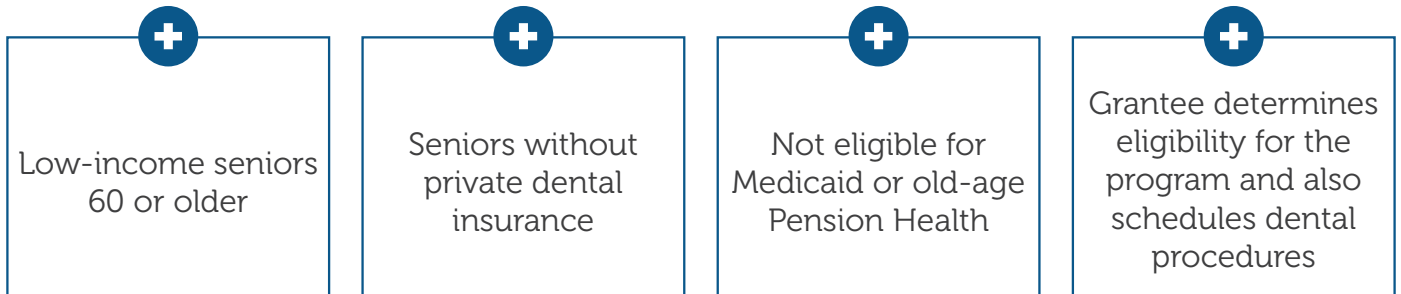 Low-income seniors
60 or older
Seniors without
private dental
insurance
Not eligible for
Medicaid or old-age
Pension Health
Grantee determines
eligibility for the
program and also
schedules dental
procedures